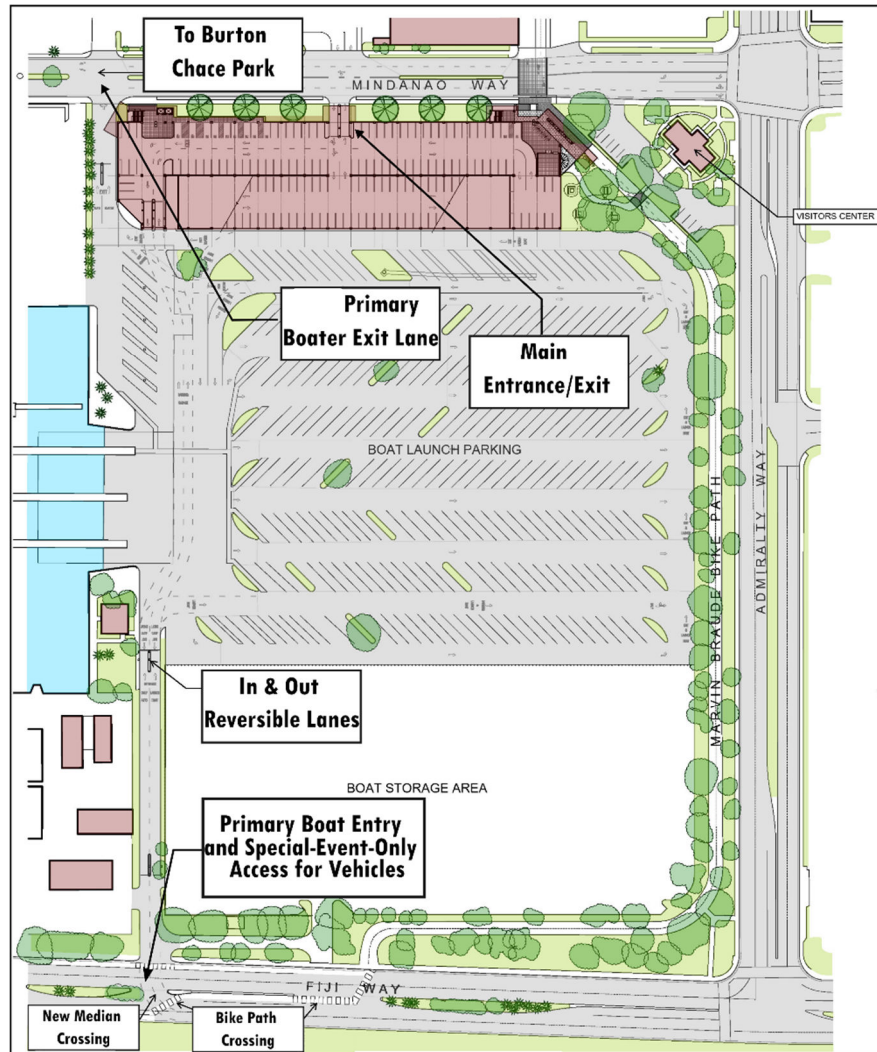 To Burton
Chace Park
MINDANAO WAY
VISITORS CENTER
Primary
Boater Exit Lane
Main
Entrance/Exit
BOAT LAUNCH PARKING
ADMIRALTY WAY
MARVIN BRAUDE BIKE PATH
In & Out
Reversible Lanes
BOAT STORAGE AREA
Primary Boat Entry
and Special-Event-Only
Access for Vehicles
FIJI WAY
New Median
Crossing
Bike Path
Crossing